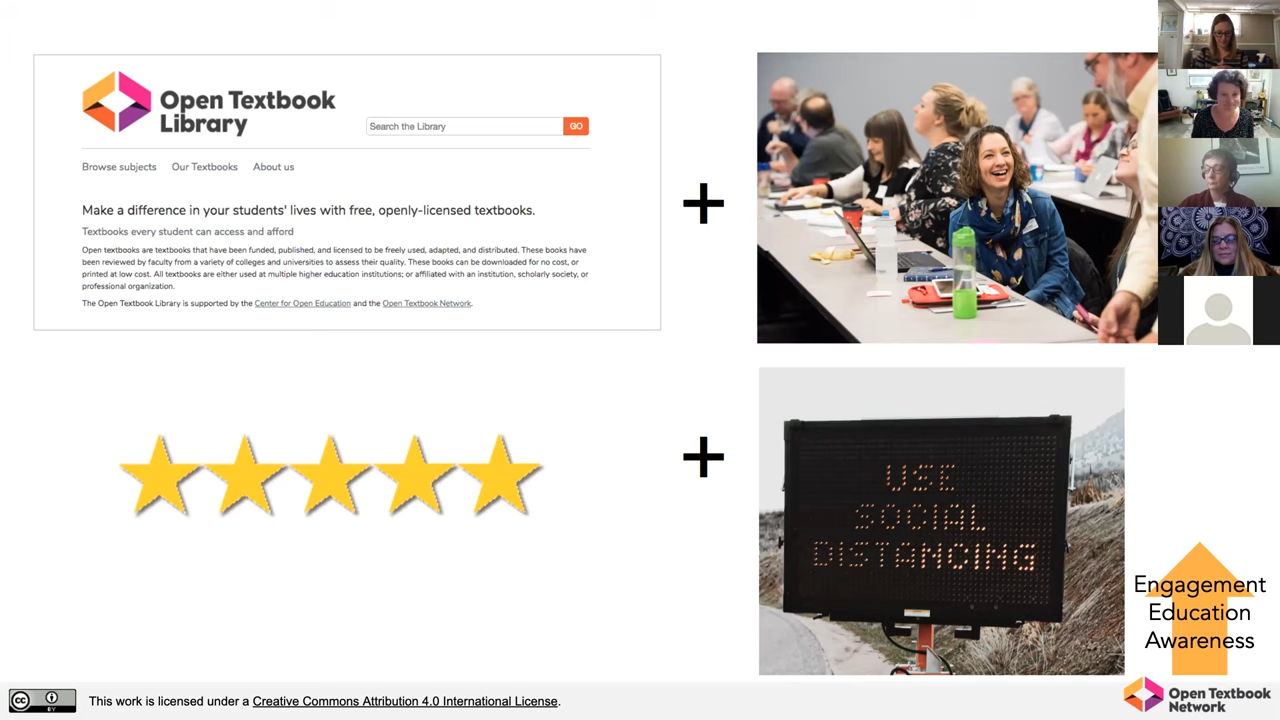 Open Textbook
Library
Search the Library
GO
Browse subjects Our Textbooks About us
Make a difference in your students' lives with free, openly-licensed textbooks.
Textbooks every student can access and afford
Open textbooks are textbooks that have been funded, published, and licensed to be freely used, adapted, and distributed. These books have
been reviewed by faculty from a variety of colleges and universities to assess their quality. These books can be downloaded for no cost, or
printed at low cost. All textbooks are either used at multiple higher education institutions; or affiliated with an institution, scholarly society, or
professional organization.
The Open Textbook Library is supported by the Center for Open Education and the Open Textbook Network.
+
+
USE
SOCIAL
DISTANCING
Engagement
Education
Awareness
cc BY
This work is licensed under a Creative Commons Attribution 4.0 International License.
Open Textbook
Network